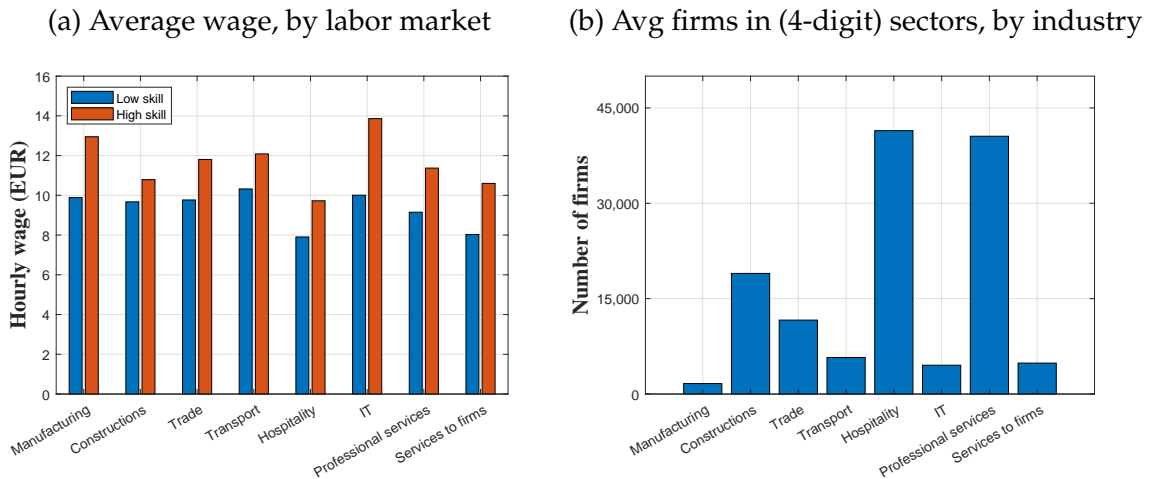 (a) Average wage, by labor market
Hourly wage (EUR)
16
14
12
10
8
6
4
2
0
Low skill
High skill
Manufacturing
Constructions
Trade
Transport
Hospitality
IT
Professional services
Services to firms
(b) Avg firms in (4-digit) sectors, by industry
Number of firms
45,000
30,000
15,000
0
Manufacturing
Constructions
Trade
Transport
Hospitality
IT
Professional services
Services to firms